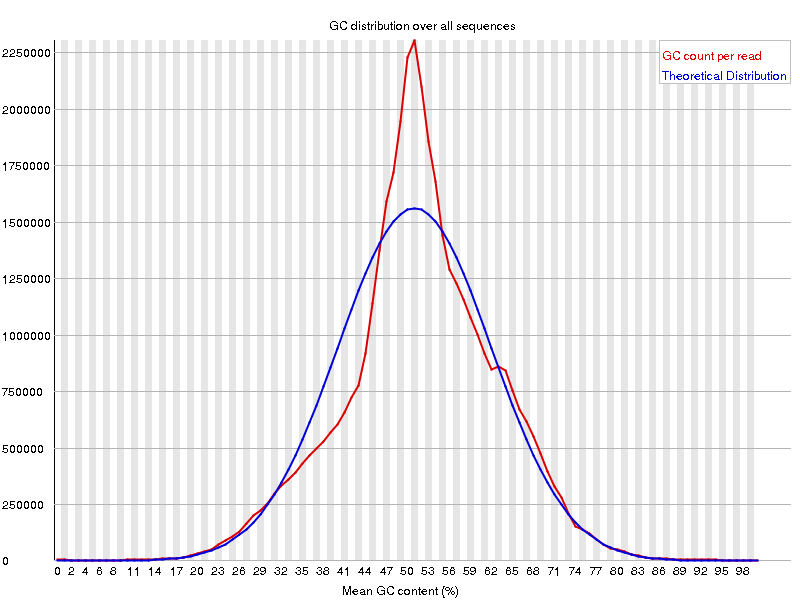 GC distribution over all sequences
GC count per read
Theoretical Distribution
2250000
2000000
1750000
1500000
1250000
1000000
750000
500000
250000
0
0 2 4 6 8 11 14 17 20 23 26 29 32 35 38 41 44 47 50 53 56 59 62 65 68 71 74 77 80 83 86 89 92 95 98
Mean GC content (%)